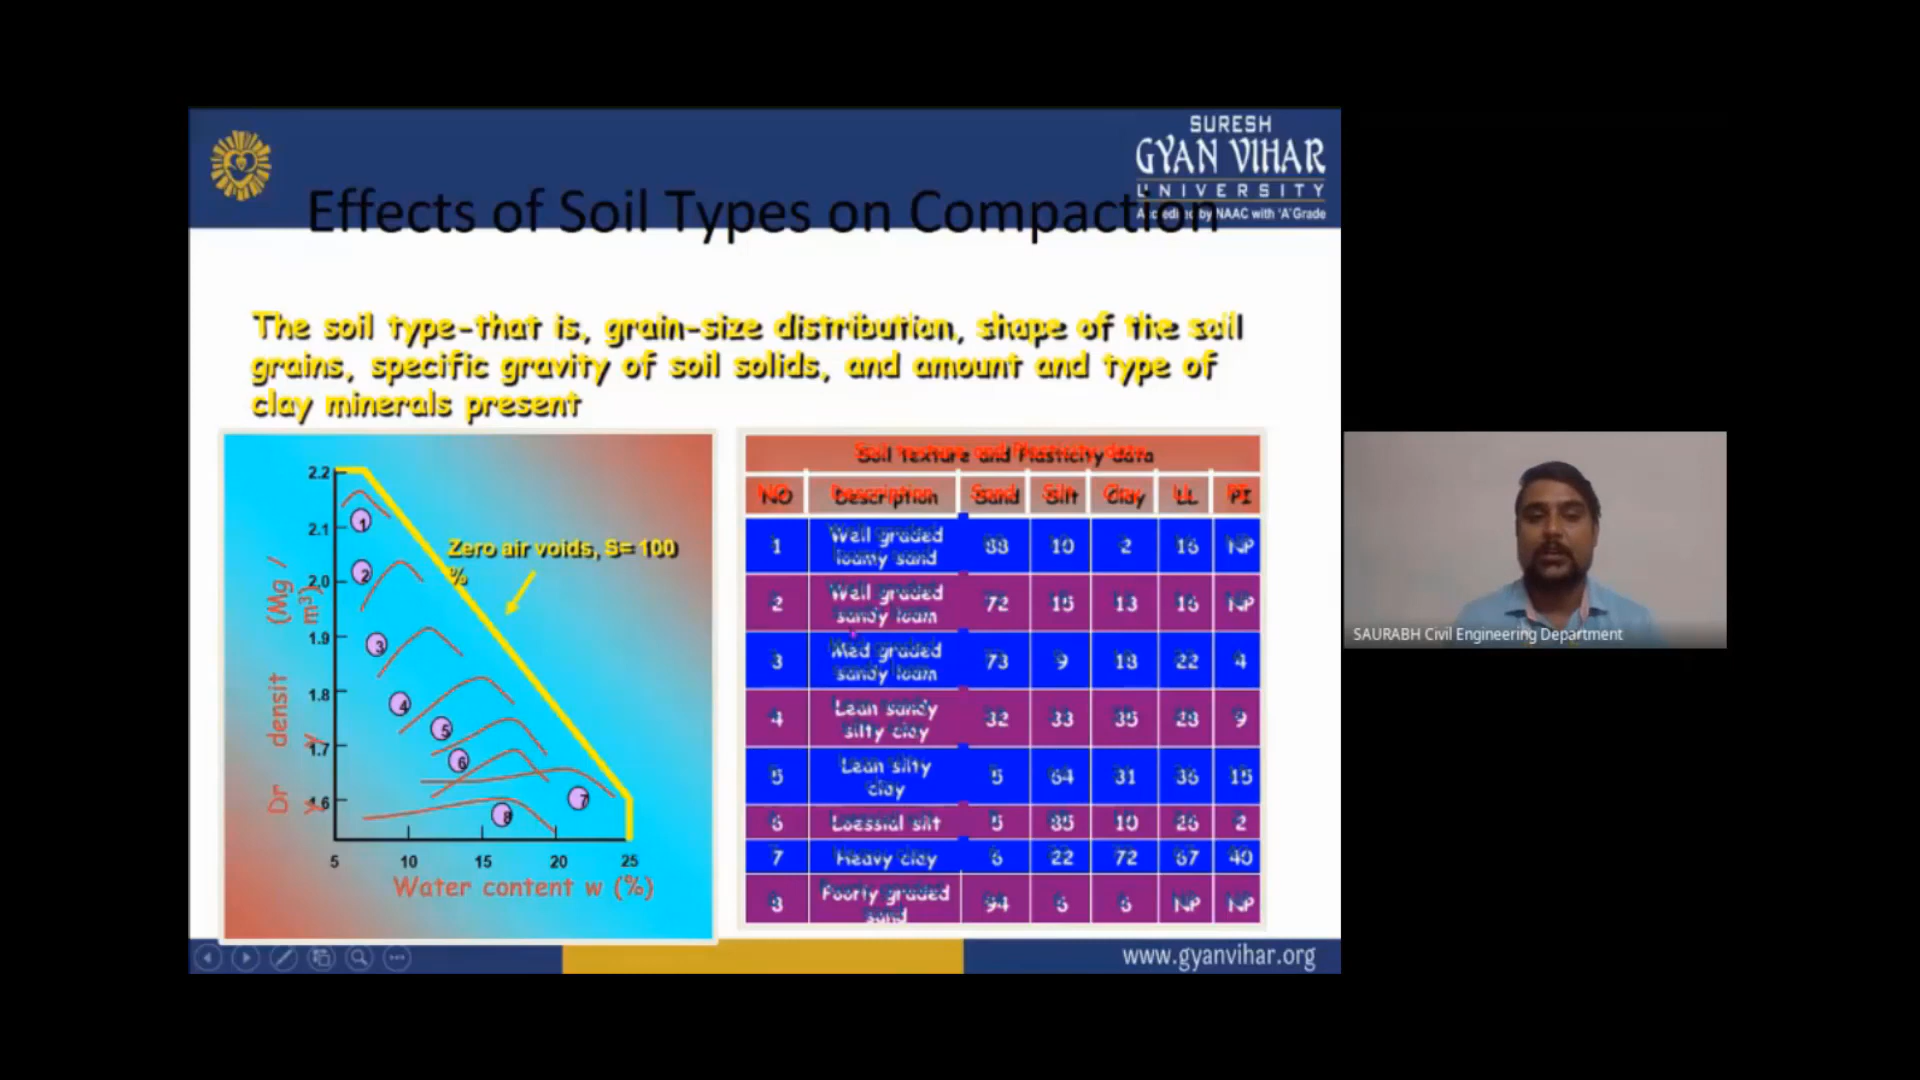 SURESH
GYAN VIHAR
UNIVERSITY
Accredited by NAAC with 'A' Grade
Effects of Soil Types on Compaction
The soil type-that is, grain-size distribution, shape of the soil
grains, specific gravity of soil solids, and amount and type of
clay minerals present
Zero air voids, S= 100
%
Dr y densit y (Mg / m³)
2.2
2.1
2.0
1.9
1.8
1.7
1.6
1
2
3
4
5
6
7
8
5 10 15 20 25
Water content w (%)
Soil texture and Plasticity data
NO Description Sand Silt Clay LL PI
1 Well graded loamy sand 88 10 2 16 NP
2 Well graded sandy loam 72 15 13 16 NP
3 Med graded sandy loam 73 9 18 22 4
4 Lean sandy silty clay 32 33 35 28 9
5 Lean silty clay 5 64 31 36 15
6 Loessial silt 5 85 10 26 2
7 Heavy clay 6 22 72 67 40
8 Poorly graded sand 94 6 6 NP NP
www.gyanvihar.org
SAURABH Civil Engineering Department